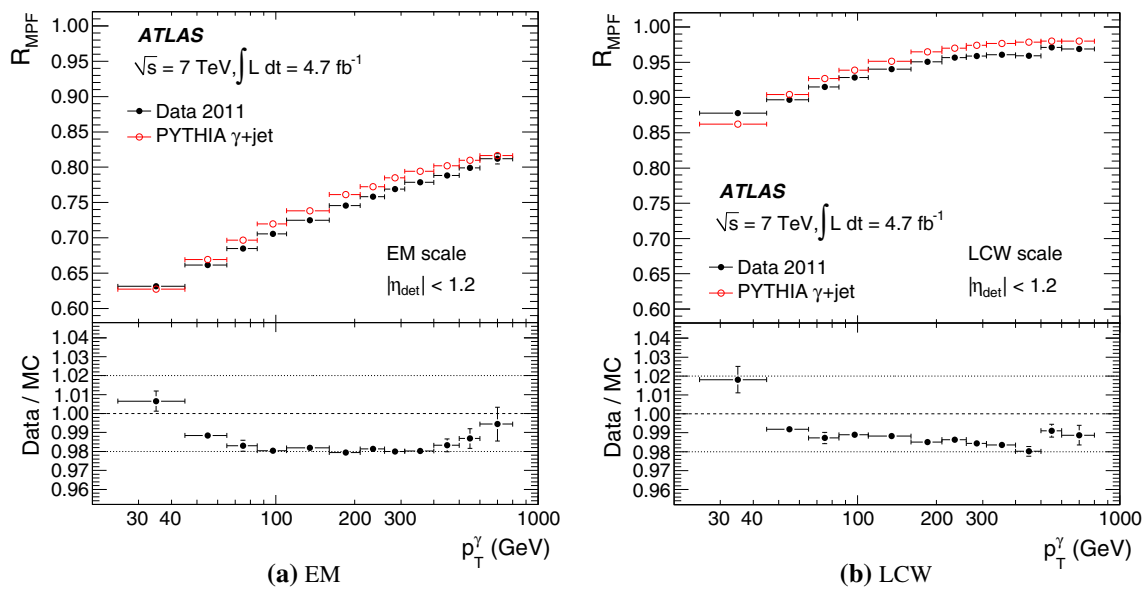 R_MPF
1.00
0.95
0.90
0.85
0.80
0.75
0.70
0.65
0.60
ATLAS
√s = 7 TeV, ∫L dt = 4.7 fb⁻¹
Data 2011
PYTHIA γ+jet
EM scale
|η_det| < 1.2
Data / MC
1.04
1.03
1.02
1.01
1.00
0.99
0.98
0.97
0.96
30 40 100 200 300 1000
p_T^γ (GeV)
(a) EM
R_MPF
1.00
0.95
0.90
0.85
0.80
0.75
0.70
0.65
0.60
ATLAS
√s = 7 TeV, ∫L dt = 4.7 fb⁻¹
Data 2011
PYTHIA γ+jet
LCW scale
|η_det| < 1.2
Data / MC
1.04
1.03
1.02
1.01
1.00
0.99
0.98
0.97
0.96
30 40 100 200 300 1000
p_T^γ (GeV)
(b) LCW